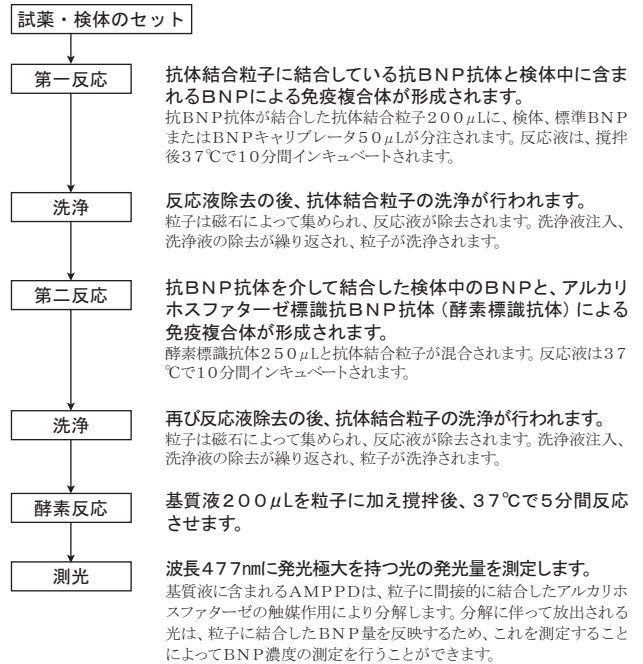 試薬・検体のセット
第一反応
抗体結合粒子に結合している抗BNP抗体と検体中に含ま
れるBNPによる免疫複合体が形成されます。
抗BNP抗体が結合した抗体結合粒子200μLに、検体、標準BNP
またはBNPキャリブレータ50μLが分注されます。反応液は、攪拌
後37℃で10分間インキュベートされます。
洗浄
反応液除去の後、抗体結合粒子の洗浄が行われます。
粒子は磁石によって集められ、反応液が除去されます。洗浄液注入、
洗浄液の除去が繰り返され、粒子が洗浄されます。
第二反応
抗BNP抗体を介して結合した検体中のBNPと、アルカリ
ホスファターゼ標識抗BNP抗体（酵素標識抗体）による
免疫複合体が形成されます。
酵素標識抗体250μLと抗体結合粒子が混合されます。反応液は37
℃で10分間インキュベートされます。
洗浄
再び反応液除去の後、抗体結合粒子の洗浄が行われます。
粒子は磁石によって集められ、反応液が除去されます。洗浄液注入、
洗浄液の除去が繰り返され、粒子が洗浄されます。
酵素反応
基質液200μLを粒子に加え攪拌後、37℃で5分間反応
させます。
測光
波長477nmに発光極大を持つ光の発光量を測定します。
基質液に含まれるAMPPDは、粒子に間接的に結合したアルカリホ
スファターゼの触媒作用により分解します。分解に伴って放出される
光は、粒子に結合したBNP量を反映するため、これを測定すること
によってBNP濃度の測定を行うことができます。